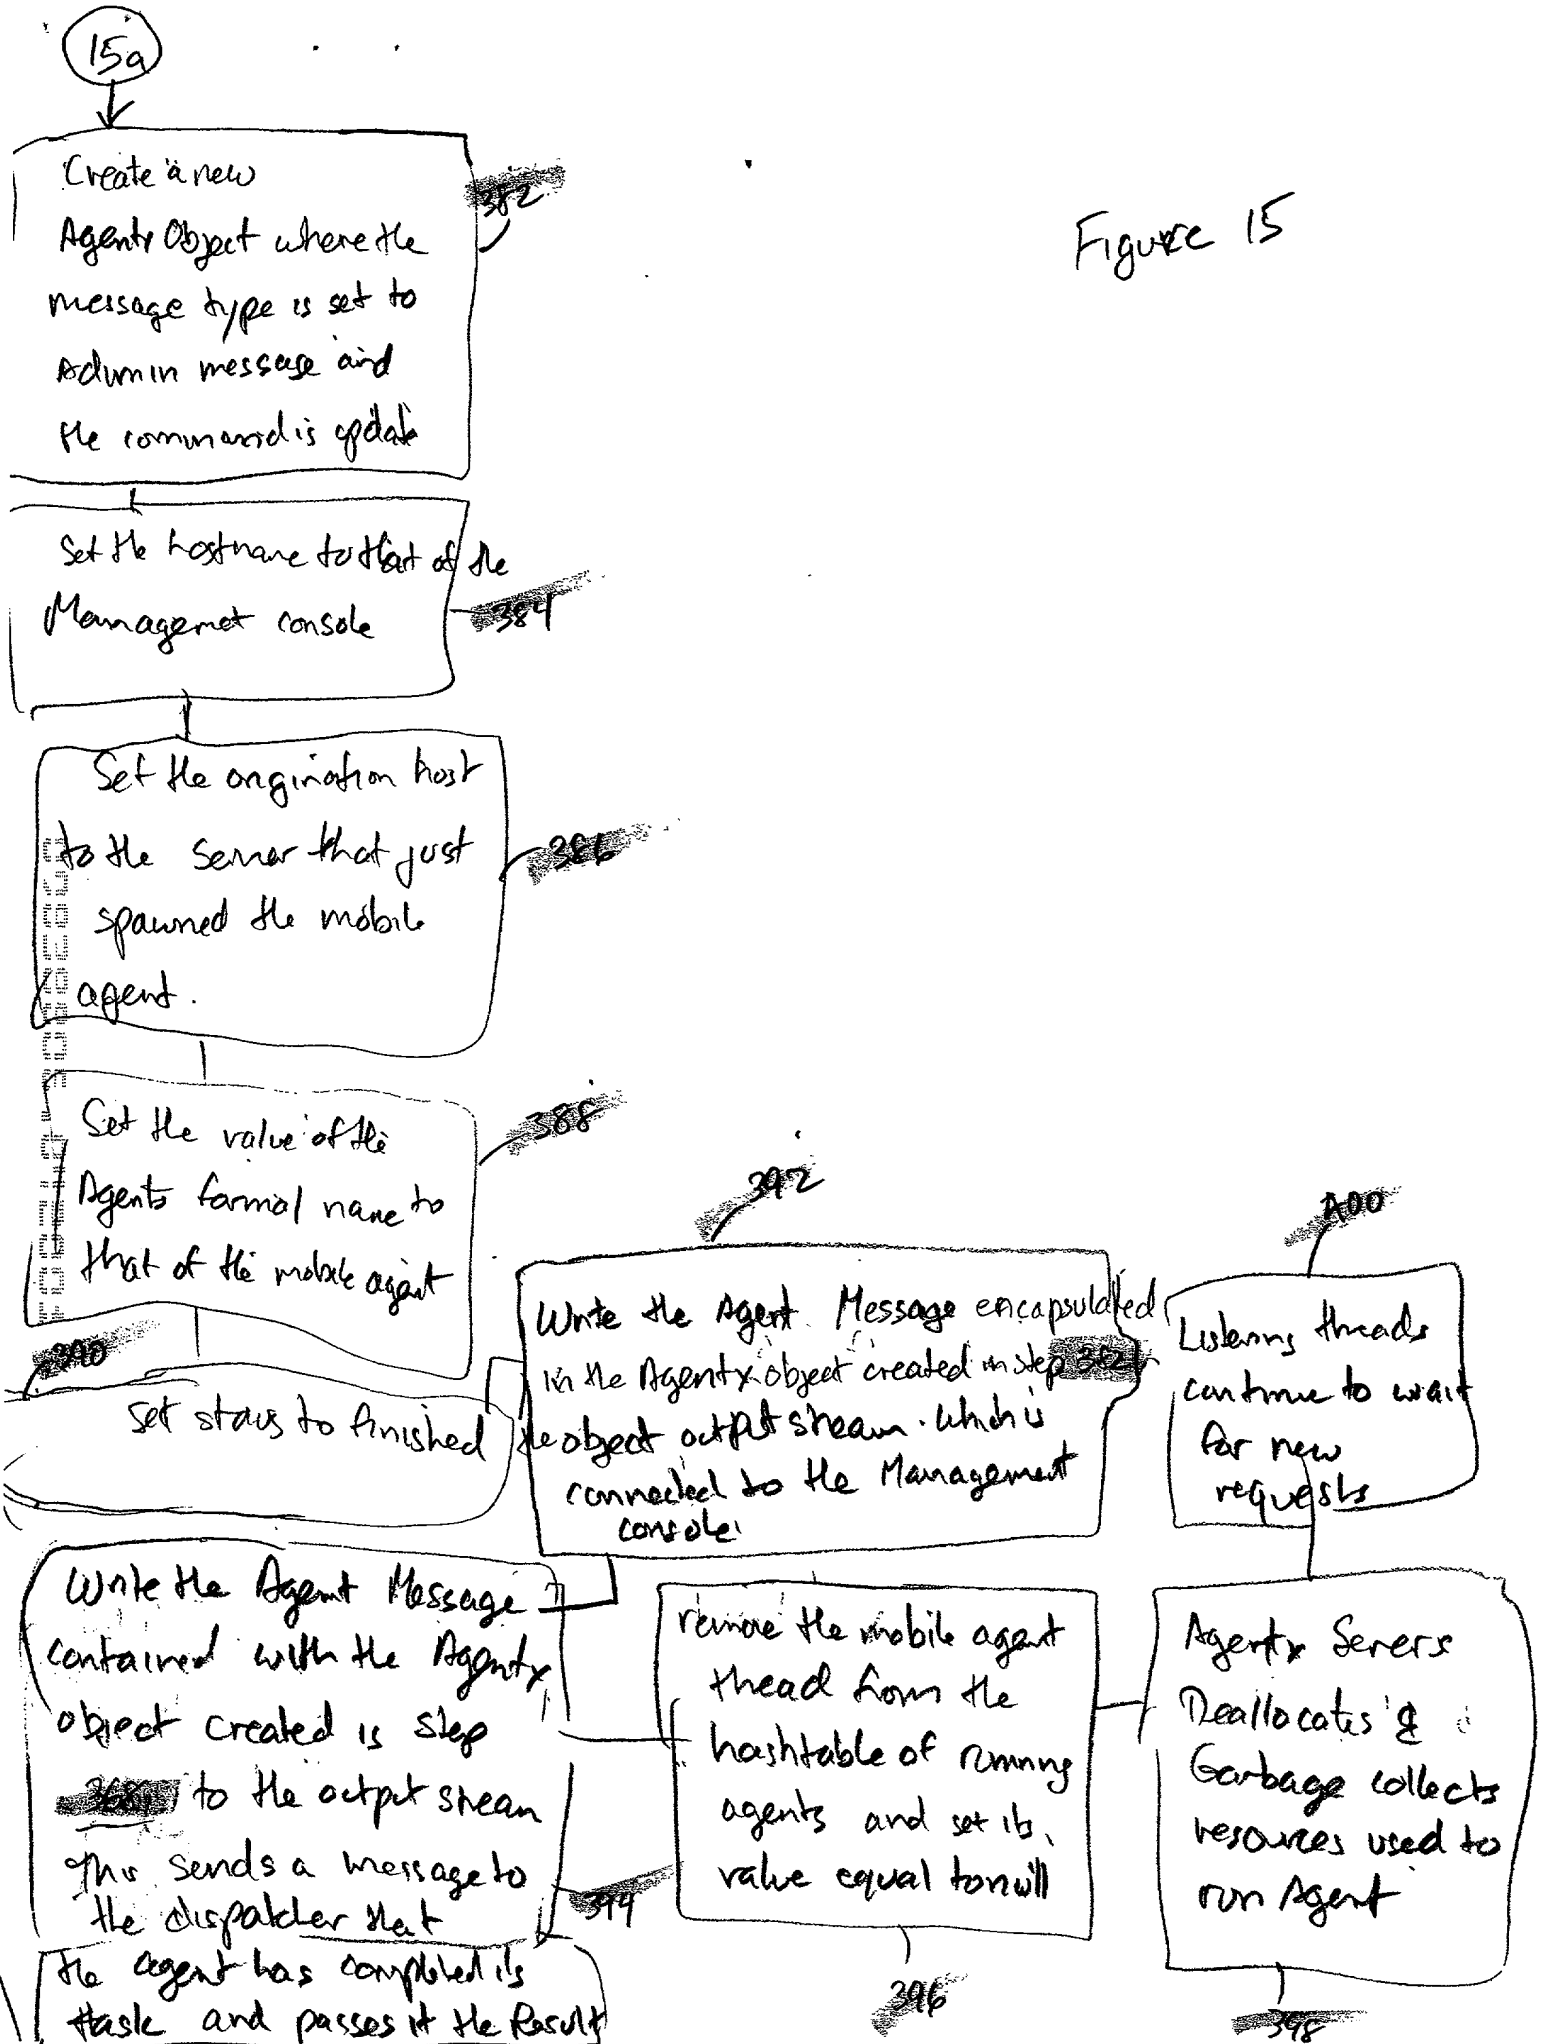 15a
Create a new
Agentx Object where the
message type is set to
Admin message and
the command is update
382
Figure 15
Set the hostname to that of the
Managemet console
384
Set the origination host
to the server that just
spawned the mobile
agent.
386
Set the value of the
Agents formal name to
that of the mobile agent
388
390
Set status to finished
392
Write the Agent Message encapsulated
in the Agentx object created in step 382
the object output stream. which is
connected to the Management
console.
Write the Agent Message
contained with the Agentx
object created is step
368 to the output stream
This sends a message to
the dispatcher that
the agent has completed its
task and passes it the Result
394
remove the mobile agent
thead from the
hashtable of running
agents and set its
value equal to null
396
Agentx Servers
Deallocates &
Garbage collects
resources used to
run Agent
398
Listening threads
continue to wait
for new
requests
A00